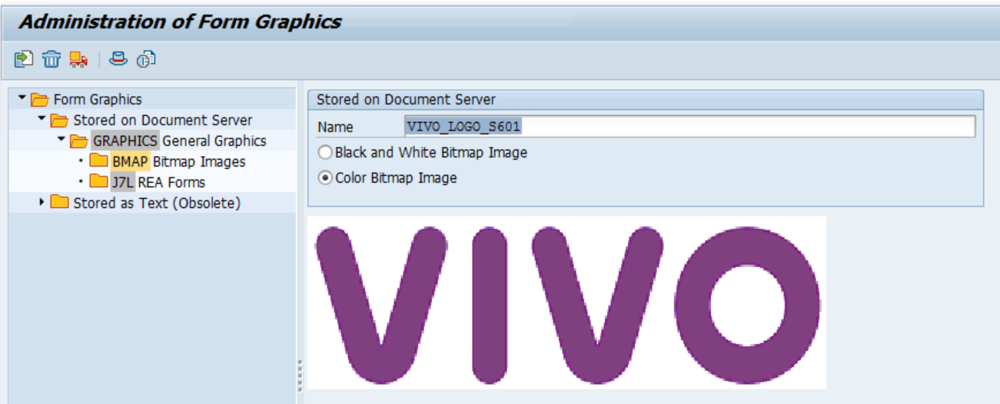 Administration of Form Graphics
Form Graphics
Stored on Document Server
GRAPHICS General Graphics
BMAP Bitmap Images
J7L REA Forms
Stored as Text (Obsolete)
Stored on Document Server
Name VIVO_LOGO_S601
Black and White Bitmap Image
Color Bitmap Image
VIVO